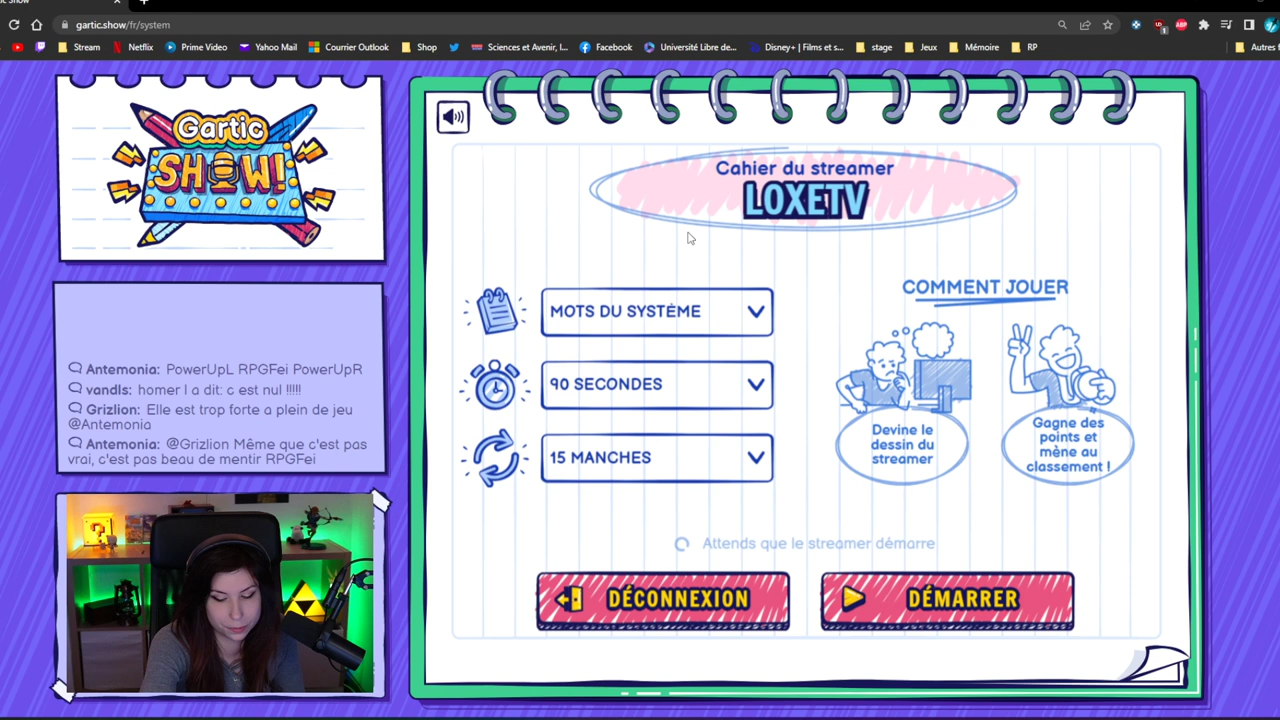 gartic.show/fr/system
Stream
Netflix
Prime Video
Yahoo Mail
Courrier Outlook
Shop
Sciences et Avenir, l...
Facebook
Université Libre de...
Disney+ | Films et s...
stage
Jeux
Mémoire
RP
Autres f
Gartic
SHOW!
Cahier du streamer
LOXETV
Antemonia: PowerUpL RPGFei PowerUpR
vandls: homer l a dit: c est nul !!!!!
Grizlion: Elle est trop forte a plein de jeu
@Antemonia
Antemonia: @Grizlion Même que c'est pas
vrai, c'est pas beau de mentir RPGFei
MOTS DU SYSTÈME
90 SECONDES
15 MANCHES
COMMENT JOUER
Devine le
dessin du
streamer
Gagne des
points et
mène au
classement !
Attends que le streamer démarre
DÉCONNEXION
DÉMARRER